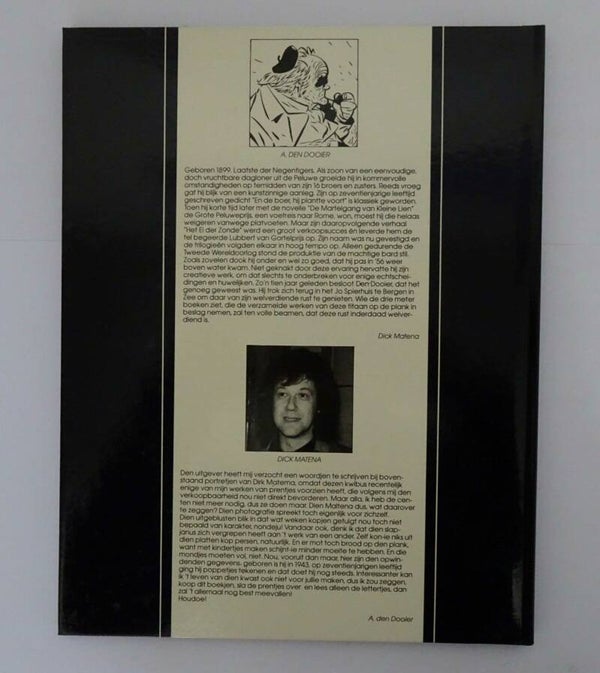 A. DEN DOOIER
Geboren 1899. Laatste der Negentigers. Als zoon van een eenvoudige,
doch vruchtbare dagloner uit de Peluwe groeide hij in kommervolle
omstandigheden op temidden van zijn 16 broers en zusters. Reeds vroeg
gaf hij blijk van een kunstzinnige aanleg. Zijn op zeventienjarige leeftijd
geschreven gedicht "En de boer, hij plantte voort" is klassiek geworden.
Toen hij korte tijd later met de novelle "De Martelgang van Kleine Lien"
de Grote Peluweprijs, een voetreis naar Rome, won, moest hij die helaas
weigeren vanwege platvoeten. Maar zijn daaropvolgende verhaal
"Het Ei der Zonde" werd een groot verkoopsucces én leverde hem de
fel begeerde Lubbert van Gortelprijs op. Zijn naam was nu gevestigd en
de trilogieën volgden elkaar in hoog tempo op. Alleen gedurende de
Tweede Wereldoorlog stond de produktie van de machtige bard stil.
Zoals zovelen dook hij onder en wel zo goed, dat hij pas in '56 weer
boven water kwam. Niet geknakt door deze ervaring hervatte hij zijn
creatieve werk, om dat slechts te onderbreken voor enige echtschei-
dingen en huwelijken. Zo'n tien jaar geleden besloot Den Dooier, dat het
genoeg geweest was. Hij trok zich terug in het Jo Spierhuis te Bergen in
Zee om daar van zijn welverdiende rust te genieten. Wie de drie meter
boeken ziet, die de verzamelde werken van deze titaan op de plank in
beslag nemen, zal ten volle beamen, dat deze rust inderdaad welver-
diend is.
Dick Matena
DICK MATENA
Den uitgever heeft mij verzocht een woordjen te schrijven bij boven-
staand portretjen van Dirk Matema, omdat dezen kwibus recentelijk
enige van mijn werken van prentjes voorzien heeft, die volgens mij den
verkoopbaarheid nou niet direkt bevorderen. Maar alla, ik heb de cen-
ten niet meer nodig, dus ze doen maar. Dien Maltena dus, wat daarover
te zeggen? Dien photografie spreekt toch eigenlijk voor zichzelf.
Dien uitgeblusten blik in dat weke kopjen getuigt nou toch niet
bepaald van karakter, nondeju! Vandaar ook, denk ik dat dien slap-
janus zich vergrepen heeft aan 't werk van een ander. Zelf kon-ie niks uit
dien platten kop persen, natuurlijk. En er mot toch brood op den plank,
want met kindertjes maken schijnt-ie minder moeite te hebben. En die
mondjes moeten vol, niet. Nou, vooruit dan maar, hier zijn den opwin-
denden gegevens. geboren is hij in 1943, op zeventienjarigen leeftijd
ging hij poppetjes tekenen en dat doet hij nog steeds. Interessanter kan
ik 't leven van dien kwast ook niet voor jullie maken, dus ik zou zeggen,
koop dit boekjen, sla de prentjes over en lees alleen de lettertjes, dan
zal 't allemaal nog best meevallen!
Houdoe!
A. den Dooier